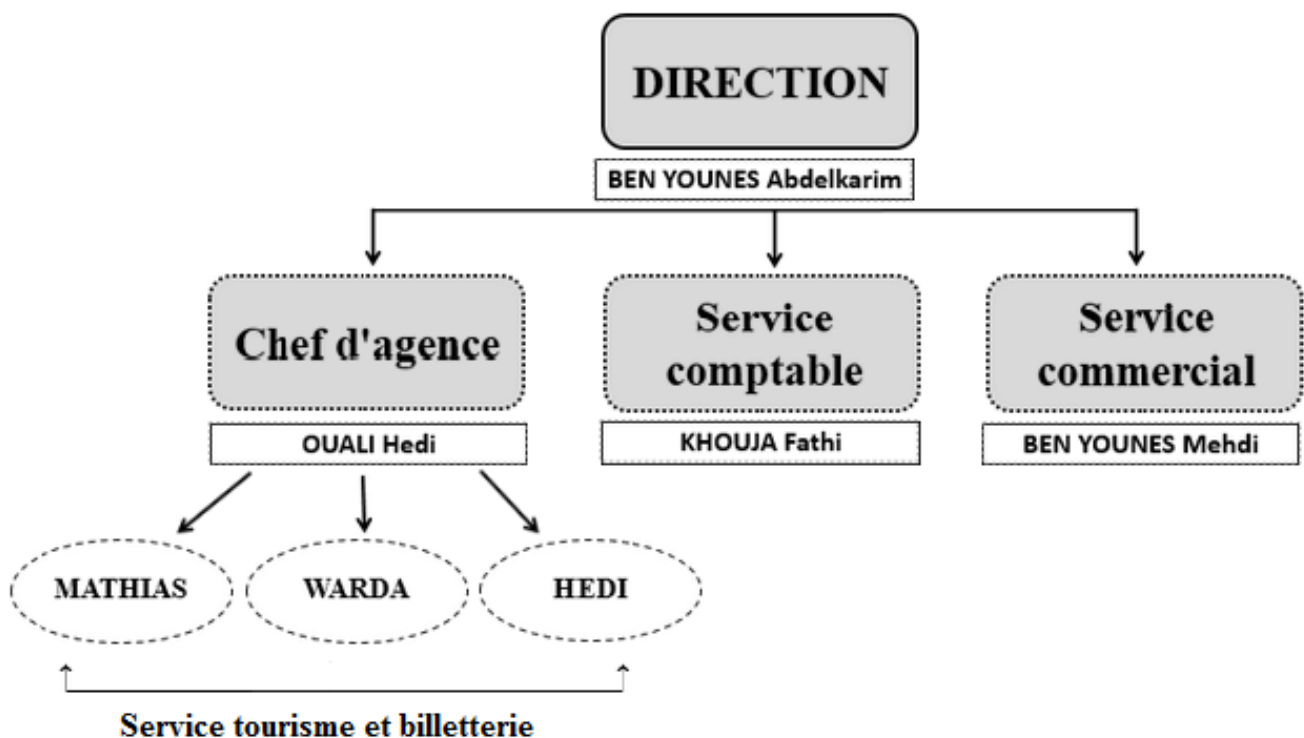 DIRECTION
BEN YOUNES Abdelkarim
Chef d'agence
OUALI Hedi
Service
comptable
KHOUJA Fathi
Service
commercial
BEN YOUNES Mehdi
MATHIAS
WARDA
HEDI
Service tourisme et billetterie